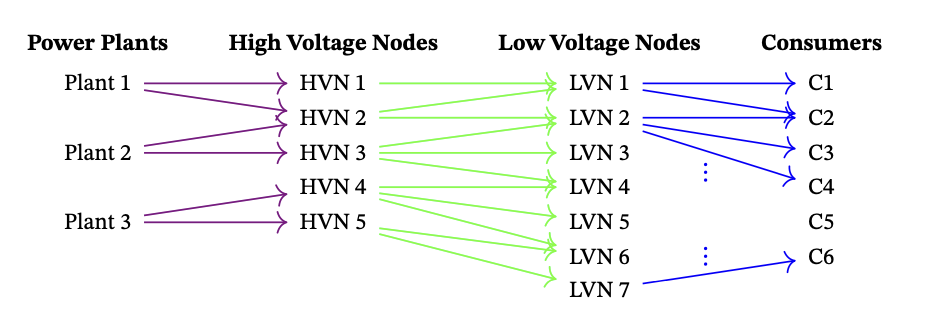 Power Plants High Voltage Nodes Low Voltage Nodes Consumers
Plant 1 HVN 1 LVN 1 C1
HVN 2 LVN 2 C2
Plant 2 HVN 3 LVN 3 C3
HVN 4 LVN 4 C4
Plant 3 HVN 5 LVN 5 C5
LVN 6 C6
LVN 7